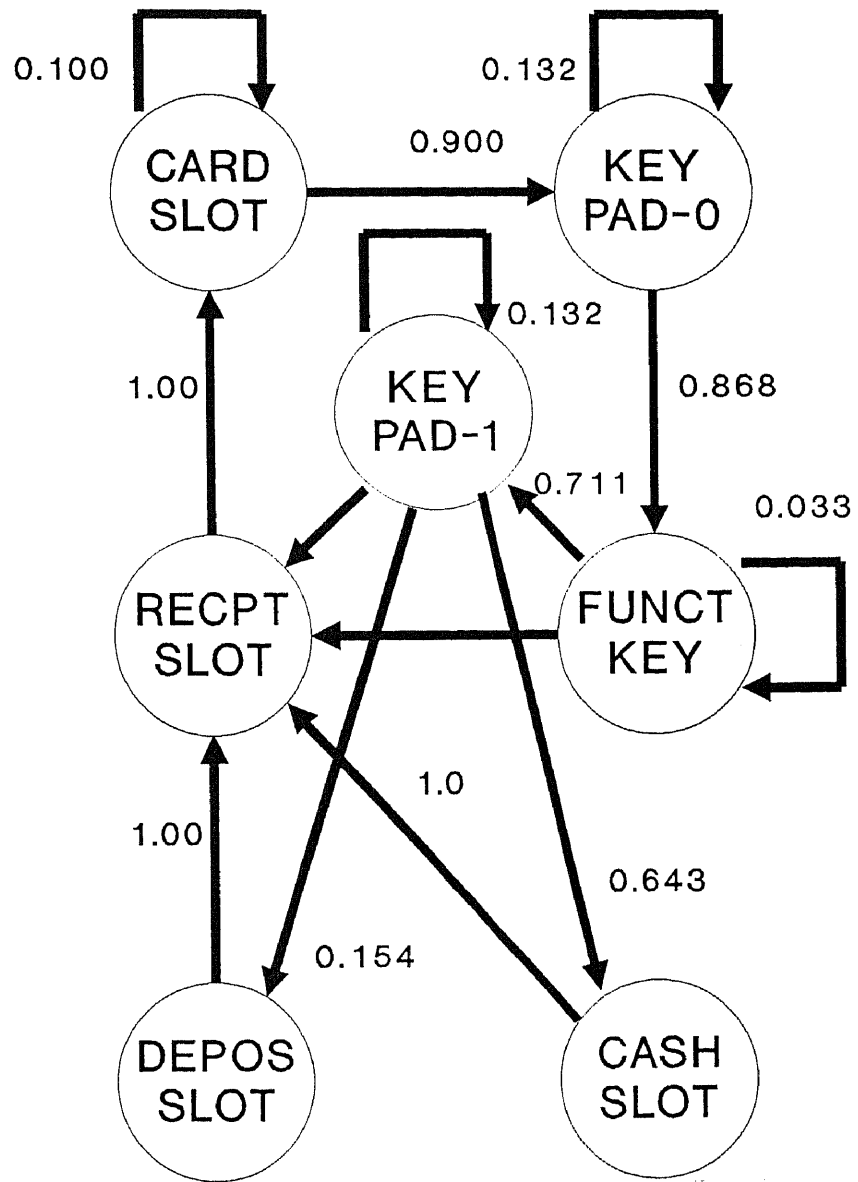 0.100
0.132
CARD
SLOT
0.900
KEY
PAD-0
0.132
1.00
KEY
PAD-1
0.868
0.711
0.033
RECPT
SLOT
FUNCT
KEY
1.0
1.00
0.643
0.154
DEPOS
SLOT
CASH
SLOT